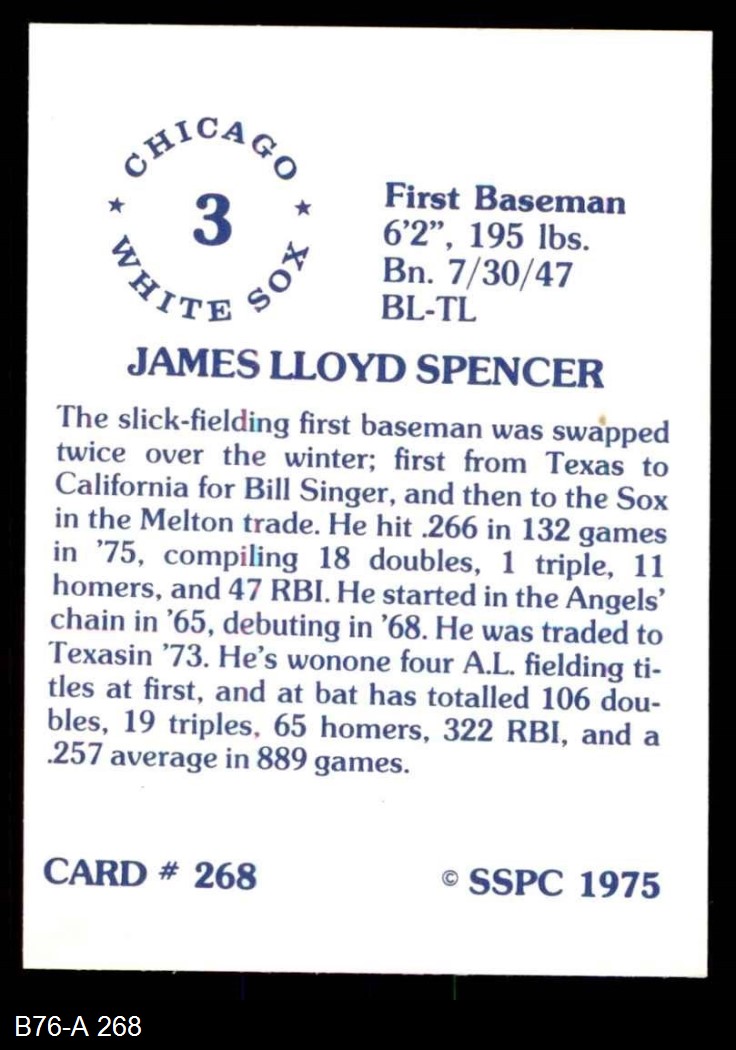 CHICAGO
3
WHITE SOX
First Baseman
6'2", 195 lbs.
Bn. 7/30/47
BL-TL
JAMES LLOYD SPENCER
The slick-fielding first baseman was swapped
twice over the winter; first from Texas to
California for Bill Singer, and then to the Sox
in the Melton trade. He hit .266 in 132 games
in '75, compiling 18 doubles, 1 triple, 11
homers, and 47 RBI. He started in the Angels'
chain in '65, debuting in '68. He was traded to
Texasin '73. He's wonone four A.L. fielding ti-
tles at first, and at bat has totalled 106 dou-
bles, 19 triples, 65 homers, 322 RBI, and a
.257 average in 889 games.
CARD # 268
© SSPC 1975
B76-A 268